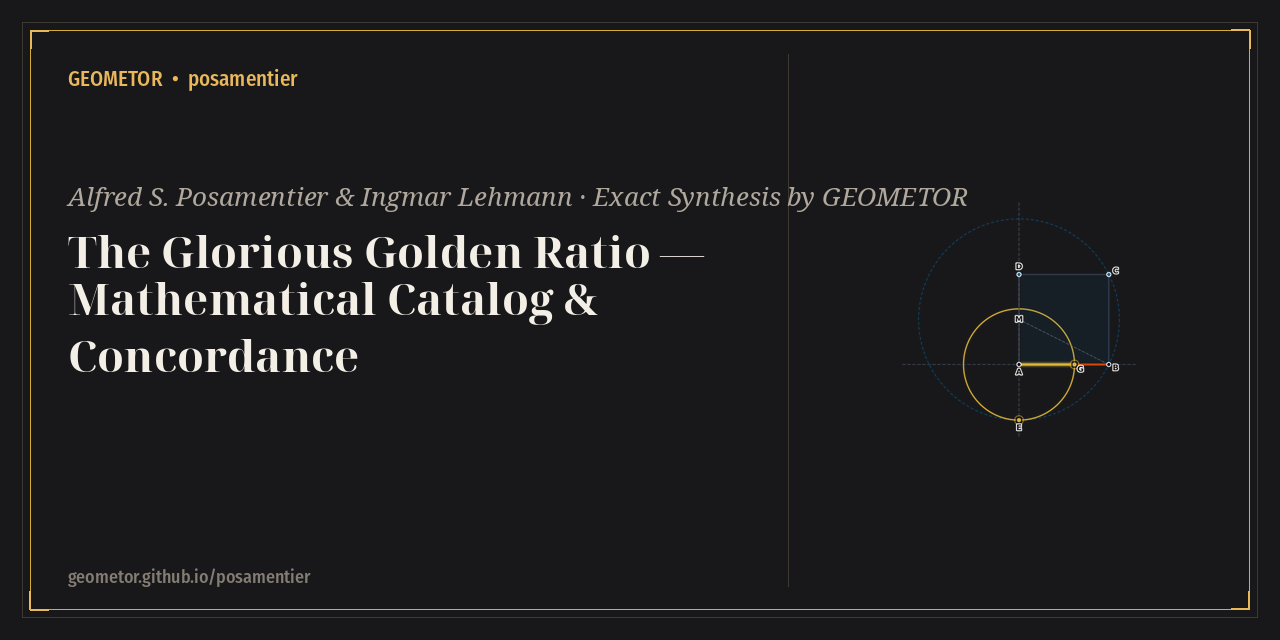 GEOMETOR • posamentier
Alfred S. Posamentier & Ingmar Lehmann · Exact Synthesis by GEOMETOR
The Glorious Golden Ratio —
Mathematical Catalog &
Concordance
D
C
M
A
G
B
E
geometor.github.io/posamentier